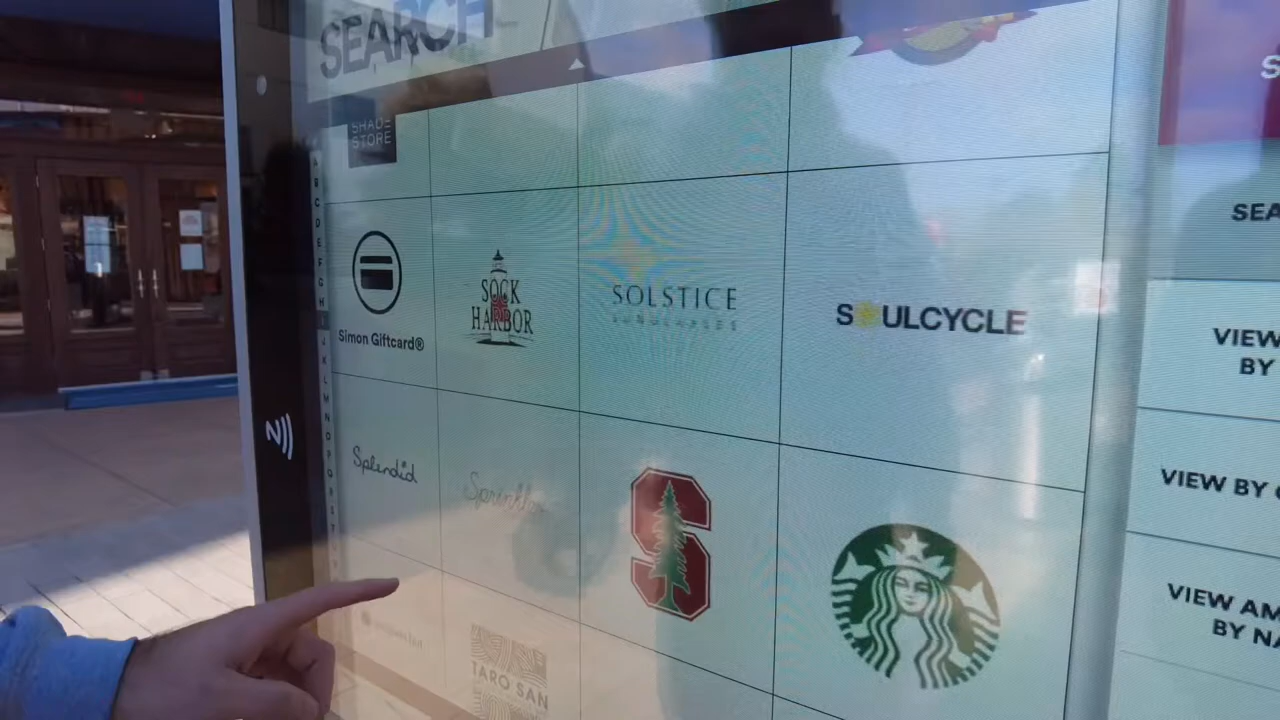 SEARCH
SHADE
STORE
Simon Giftcard®
SOCK
HARBOR
SOLSTICE
SUNGLASSES
SOULCYCLE
Splendid
TARO SAN
S
SEA
VIEW
BY
VIEW BY
VIEW AM
BY NA
A
B
C
D
E
F
G
H
J
K
L
M
N
O
P
Q
R
S
T